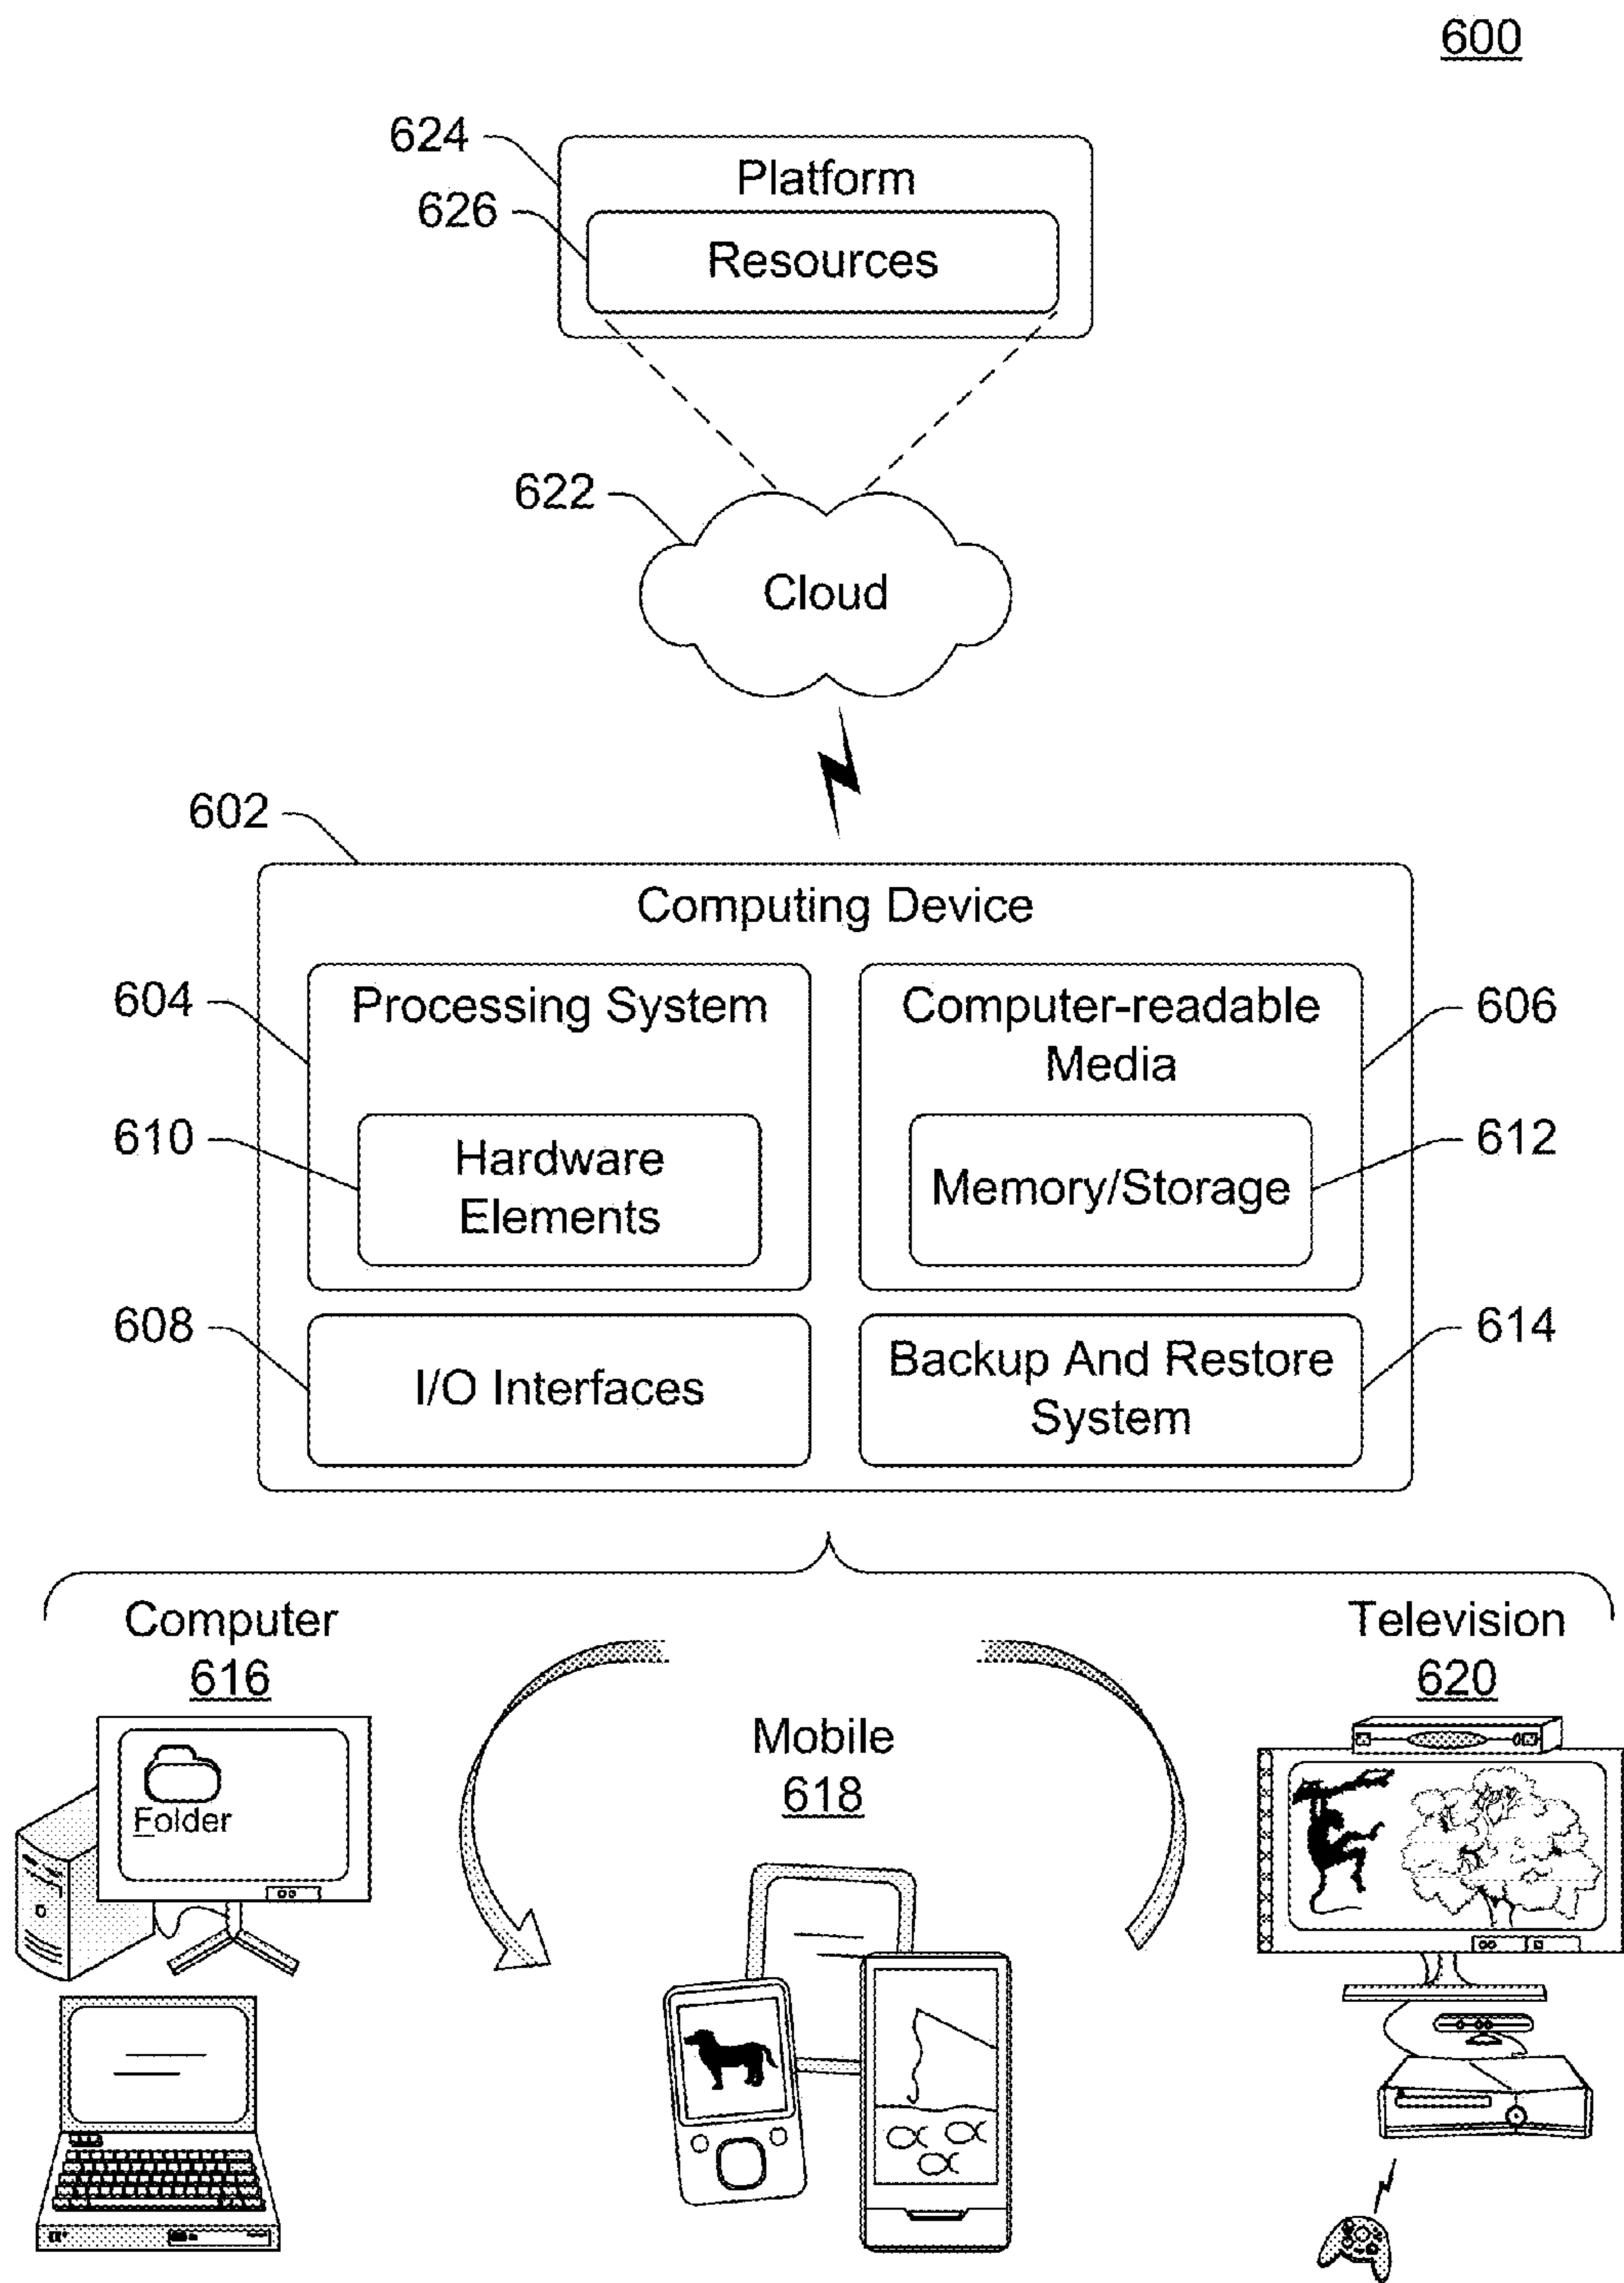 600
624
Platform
626
Resources
622
Cloud
602
Computing Device
604
Processing System
Computer-readable
Media
606
610
Hardware
Elements
Memory/Storage
612
608
I/O Interfaces
Backup And Restore
System
614
Computer
616
Folder
Mobile
618
Television
620